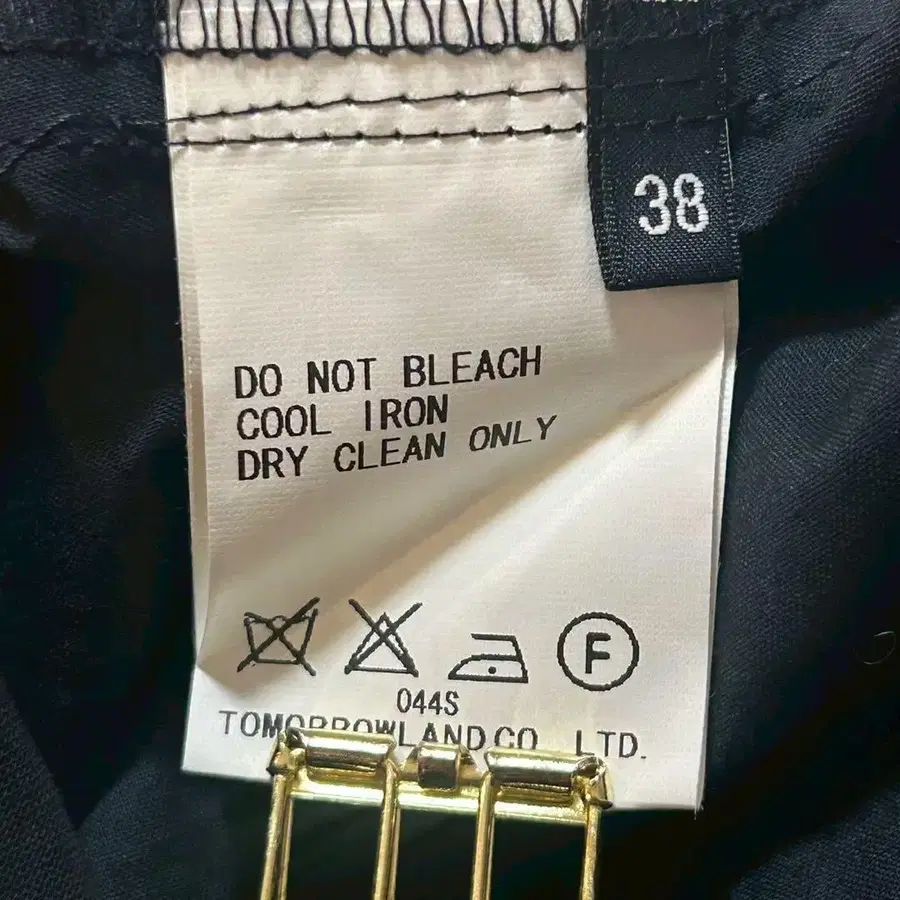 38
DO NOT BLEACH
COOL IRON
DRY CLEAN ONLY
F
044S
TOMORROWLAND CO., LTD.